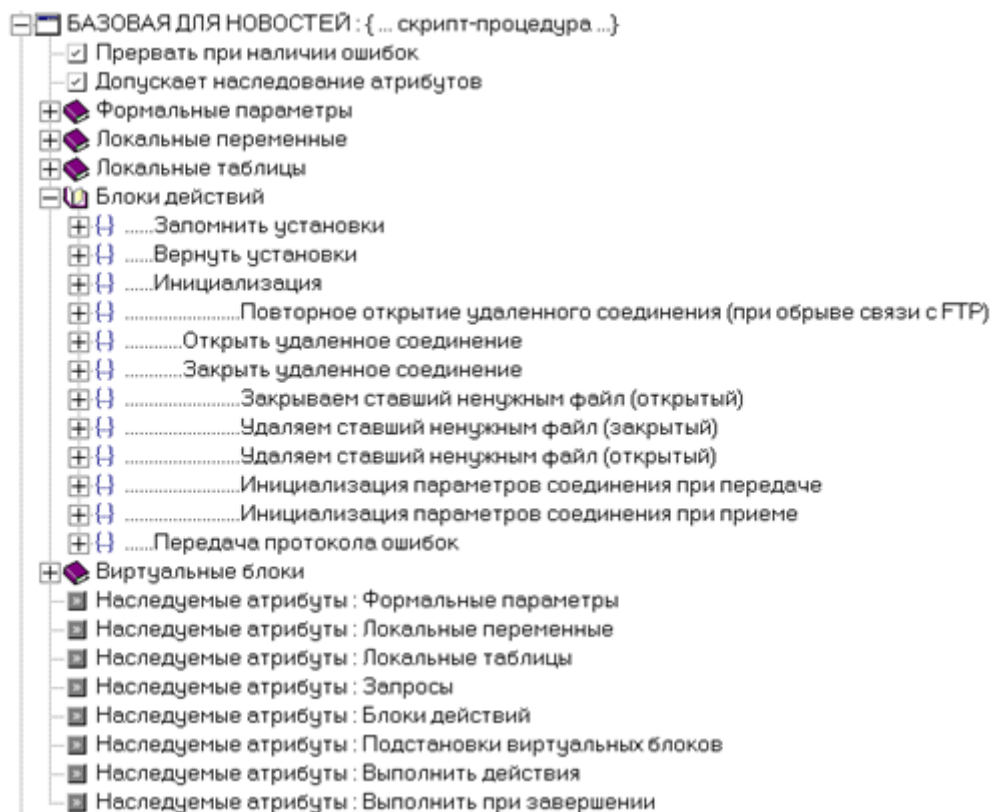 БАЗОВАЯ ДЛЯ НОВОСТЕЙ : { ... скрипт-процедура ...}
Прервать при наличии ошибок
Допускает наследование атрибутов
Формальные параметры
Локальные переменные
Локальные таблицы
Блоки действий
......Запомнить установки
......Вернуть установки
......Инициализация
........................Повторное открытие удаленного соединения (при обрыве связи с FTP)
............Открыть удаленное соединение
............Закрыть удаленное соединение
........................Закрываем ставший ненужным файл (открытый)
........................Удаляем ставший ненужным файл (закрытый)
........................Удаляем ставший ненужным файл (открытый)
........................Инициализация параметров соединения при передаче
........................Инициализация параметров соединения при приеме
......Передача протокола ошибок
Виртуальные блоки
Наследуемые атрибуты : Формальные параметры
Наследуемые атрибуты : Локальные переменные
Наследуемые атрибуты : Локальные таблицы
Наследуемые атрибуты : Запросы
Наследуемые атрибуты : Блоки действий
Наследуемые атрибуты : Подстановки виртуальных блоков
Наследуемые атрибуты : Выполнить действия
Наследуемые атрибуты : Выполнить при завершении